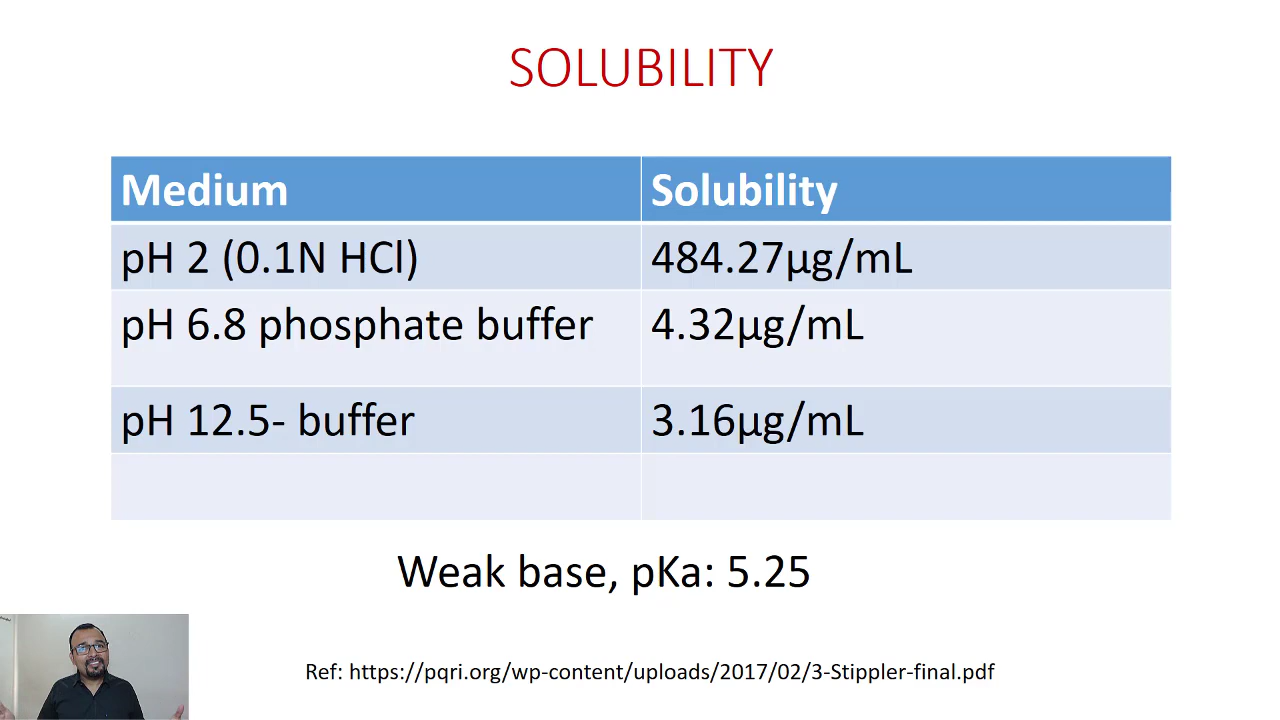 SOLUBILITY
Medium Solubility
pH 2 (0.1N HCl) 484.27µg/mL
pH 6.8 phosphate buffer 4.32µg/mL
pH 12.5- buffer 3.16µg/mL
Weak base, pKa: 5.25
Ref: https://pqri.org/wp-content/uploads/2017/02/3-Stippler-final.pdf